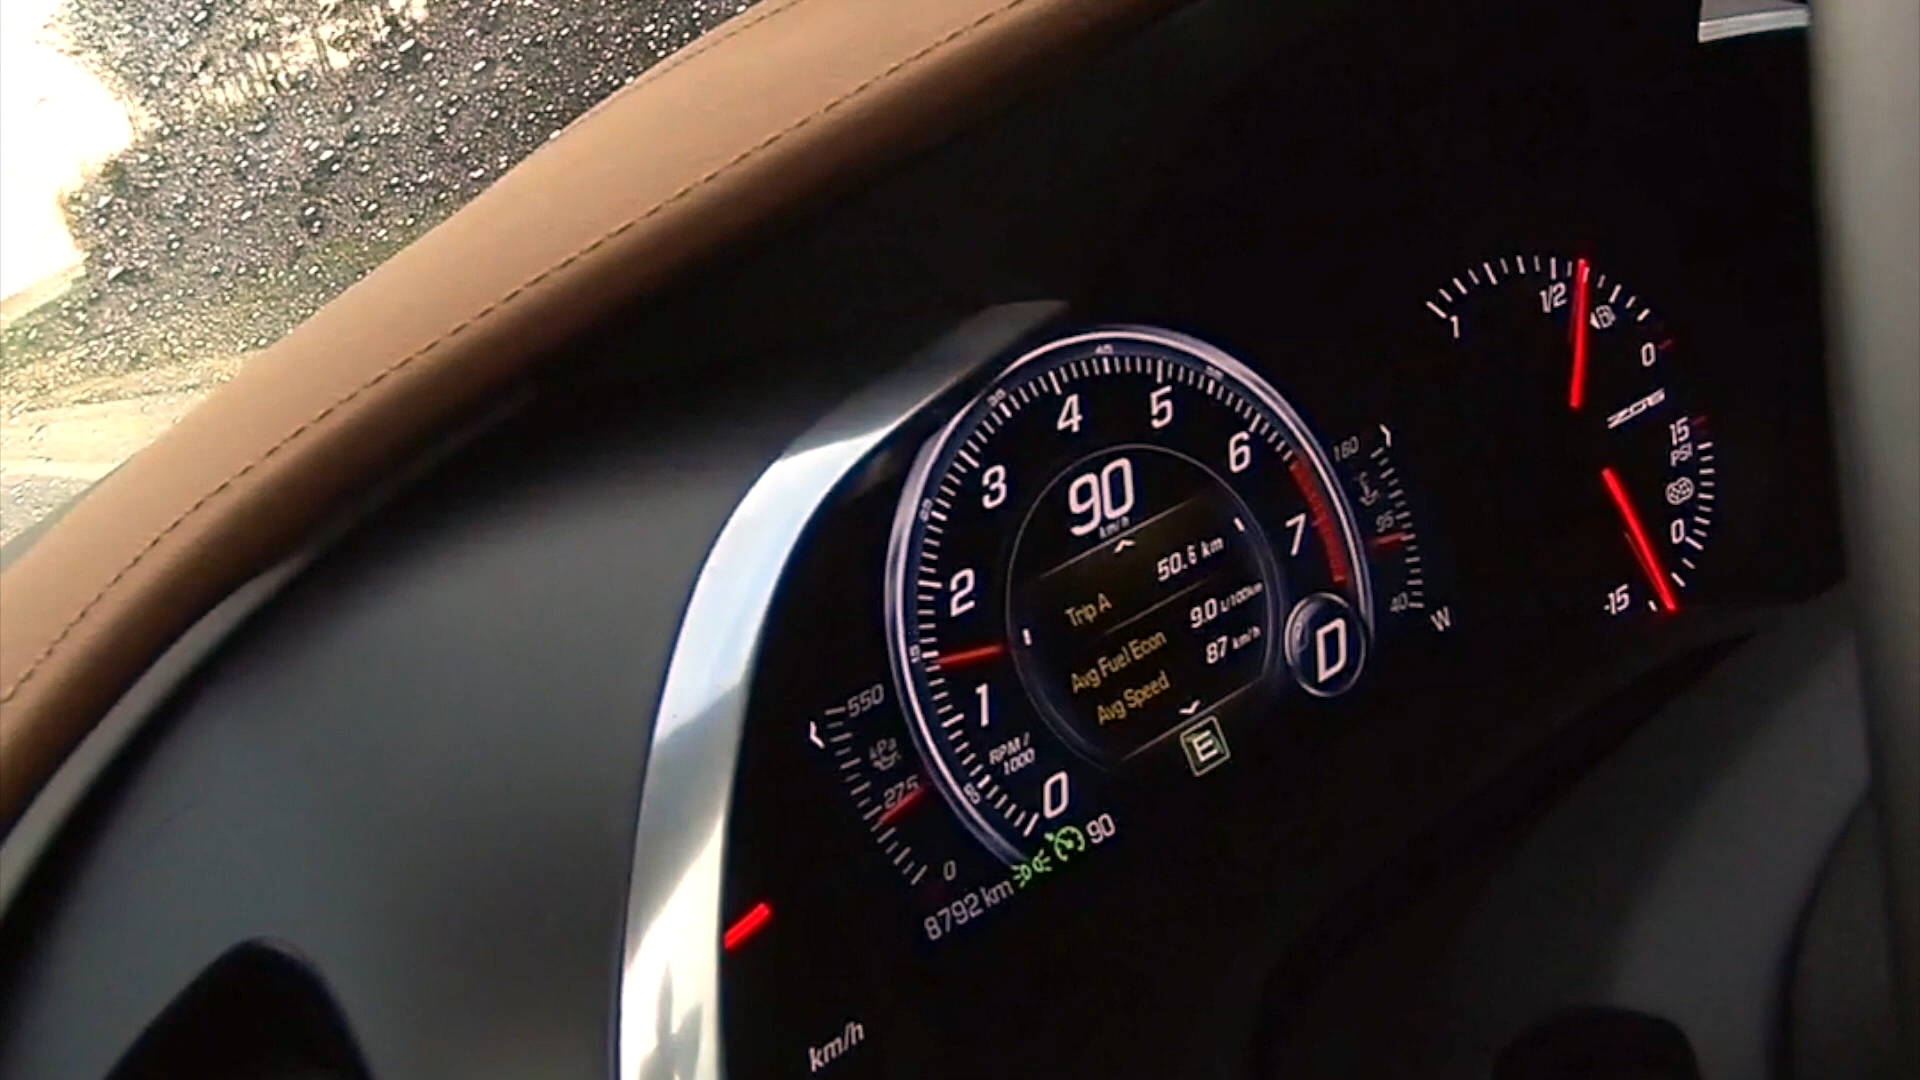 90
km/h
Trip A 50.6 km
Avg Fuel Econ 9.0 L/100km
Avg Speed 87 km/h
0
1
2
3
4
5
6
7
RPM /
1000
D
E
90
8792 km
km/h
550
kPa
275
0
160
95
40
W
1
1/2
0
Z06
15
PSI
0
-15